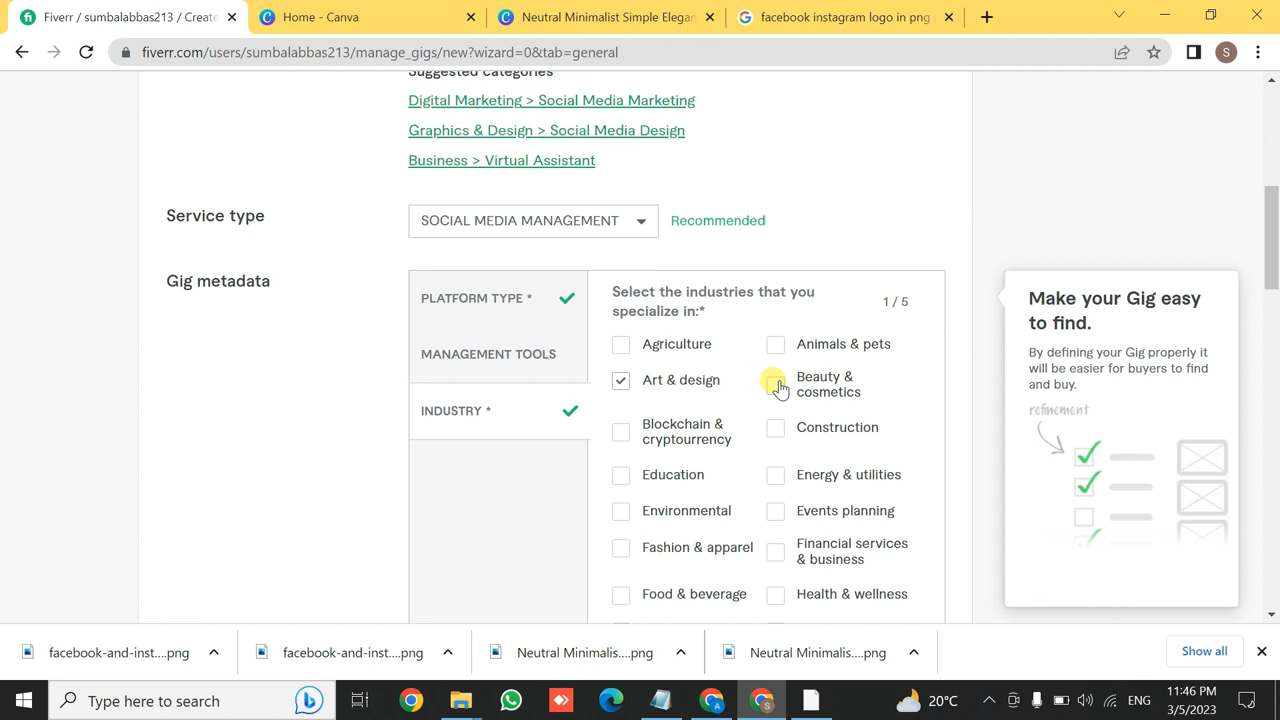 Fiverr / sumbalabbas213 / Create
Home - Canva
Neutral Minimalist Simple Elegan
facebook instagram logo in png
fiverr.com/users/sumbalabbas213/manage_gigs/new?wizard=0&tab=general
S
Suggested categories
Digital Marketing > Social Media Marketing
Graphics & Design > Social Media Design
Business > Virtual Assistant
Service type
SOCIAL MEDIA MANAGEMENT
Recommended
Gig metadata
PLATFORM TYPE *
MANAGEMENT TOOLS
INDUSTRY *
Select the industries that you
specialize in:*
1 / 5
Agriculture
Animals & pets
Art & design
Beauty &
cosmetics
Blockchain &
cryptocurrency
Construction
Education
Energy & utilities
Environmental
Events planning
Fashion & apparel
Financial services
& business
Food & beverage
Health & wellness
Make your Gig easy
to find.
By defining your Gig properly it
will be easier for buyers to find
and buy.
refinement
facebook-and-inst....png
facebook-and-inst....png
Neutral Minimalis....png
Neutral Minimalis....png
Show all
Type here to search
20°C
ENG
11:46 PM
3/5/2023